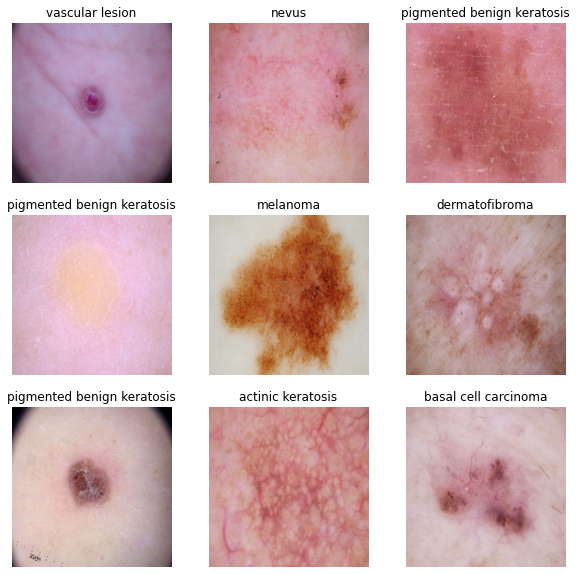 vascular lesion
nevus
pigmented benign keratosis
pigmented benign keratosis
melanoma
dermatofibroma
pigmented benign keratosis
actinic keratosis
basal cell carcinoma